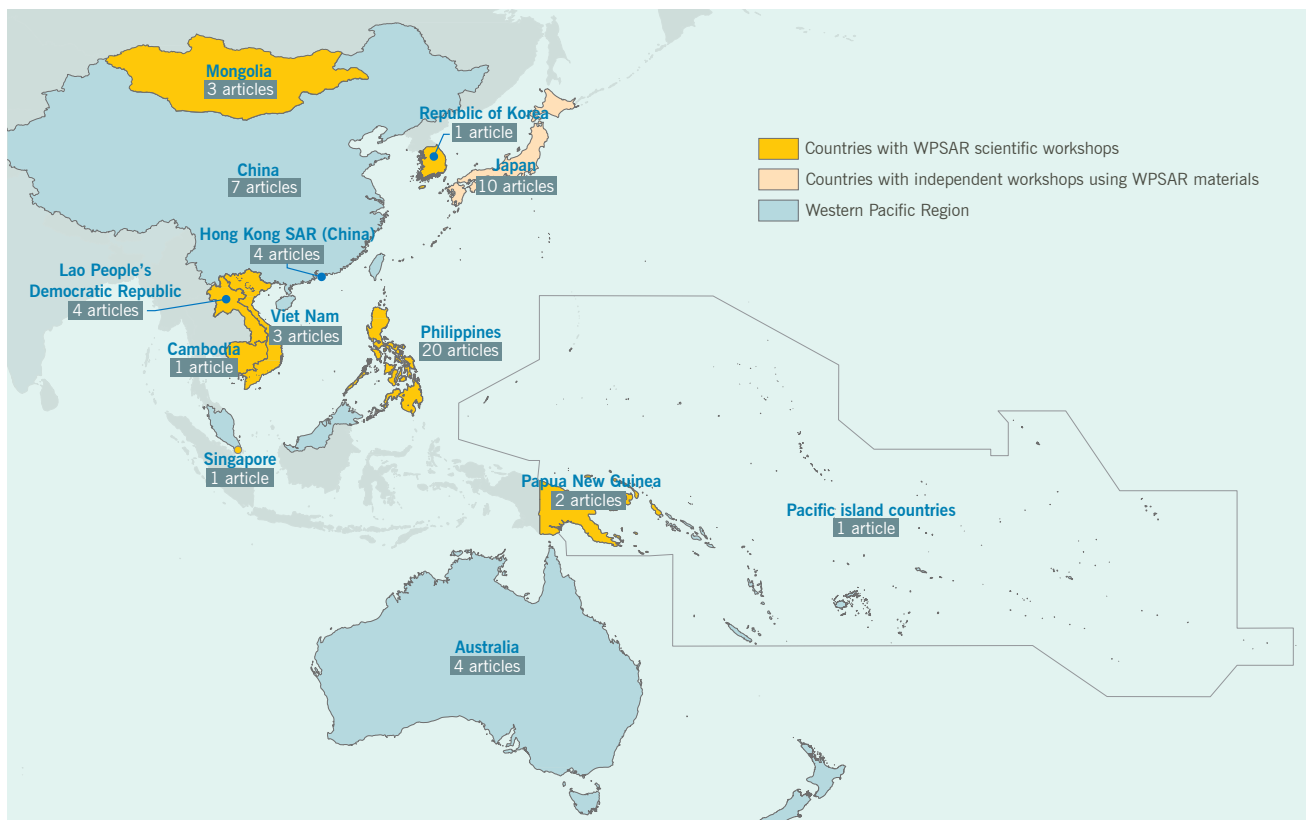 Mongolia
3 articles
Republic of Korea
1 article
Japan
10 articles
China
7 articles
Hong Kong SAR (China)
4 articles
Lao People's
Democratic Republic
4 articles
Viet Nam
3 articles
Cambodia
1 article
Philippines
20 articles
Singapore
1 article
Papua New Guinea
2 articles
Pacific island countries
1 article
Australia
4 articles
Countries with WPSAR scientific workshops
Countries with independent workshops using WPSAR materials
Western Pacific Region